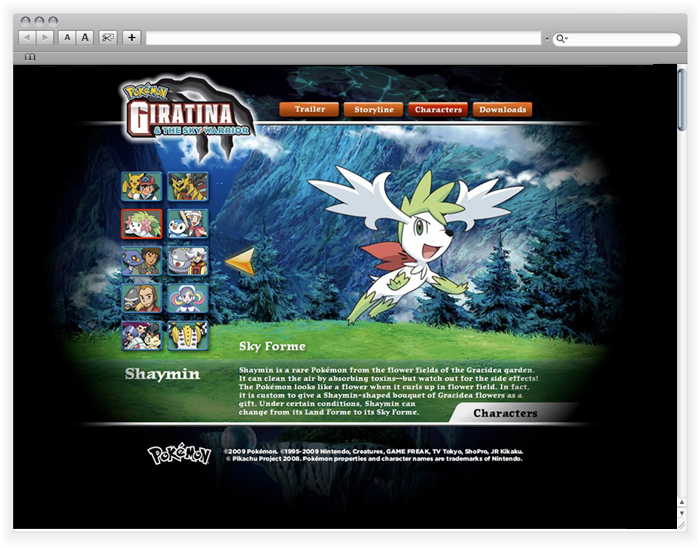 A A +
POKéMON
GIRATINA
& THE SKY WARRIOR
Trailer Storyline Characters Downloads
Sky Forme
Shaymin
Shaymin is a rare Pokémon from the flower fields of the Gracidea garden.
It can clean the air by absorbing toxins—but watch out for the side effects!
The Pokémon looks like a flower when it curls up in flower field. In fact,
it is custom to give a Shaymin-shaped bouquet of Gracidea flowers as a
gift. Under certain conditions, Shaymin can
change from its Land Forme to its Sky Forme.
Characters
POKéMON
©2009 Pokémon. ©1995-2009 Nintendo, Creatures, GAME FREAK, TV Tokyo, ShoPro, JR Kikaku.
© Pikachu Project 2008. Pokémon properties and character names are trademarks of Nintendo.